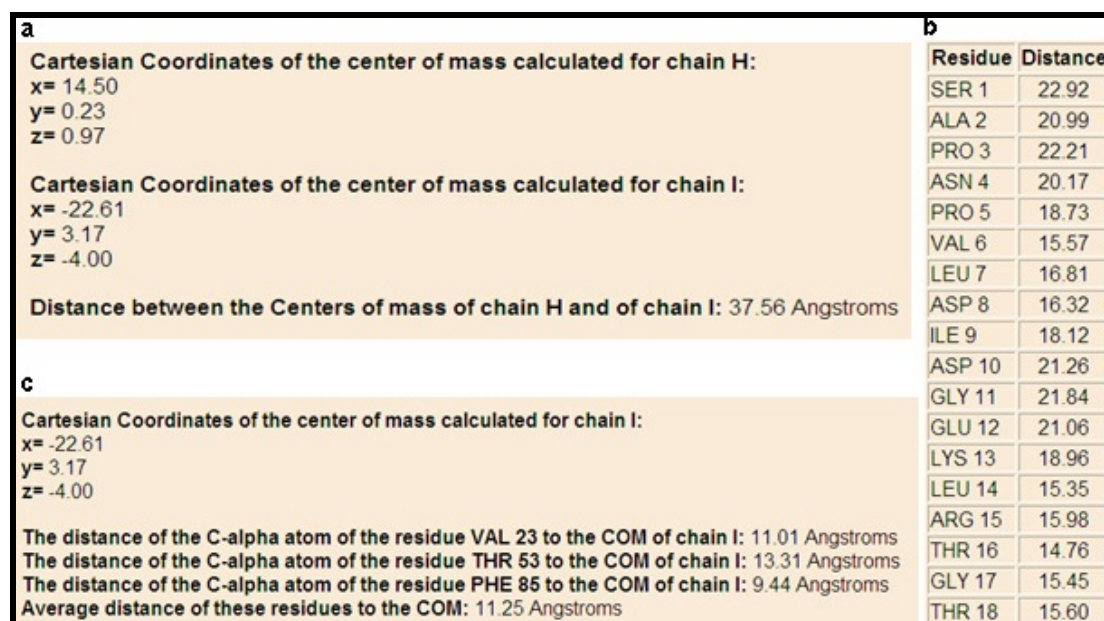 a
Cartesian Coordinates of the center of mass calculated for chain H:
x= 14.50
y= 0.23
z= 0.97
Cartesian Coordinates of the center of mass calculated for chain I:
x= -22.61
y= 3.17
z= -4.00
Distance between the Centers of mass of chain H and of chain I: 37.56 Angstroms
b
Residue Distance
SER 1 22.92
ALA 2 20.99
PRO 3 22.21
ASN 4 20.17
PRO 5 18.73
VAL 6 15.57
LEU 7 16.81
ASP 8 16.32
ILE 9 18.12
ASP 10 21.26
GLY 11 21.84
GLU 12 21.06
LYS 13 18.96
LEU 14 15.35
ARG 15 15.98
THR 16 14.76
GLY 17 15.45
THR 18 15.60
c
Cartesian Coordinates of the center of mass calculated for chain I:
x= -22.61
y= 3.17
z= -4.00
The distance of the C-alpha atom of the residue VAL 23 to the COM of chain I: 11.01 Angstroms
The distance of the C-alpha atom of the residue THR 53 to the COM of chain I: 13.31 Angstroms
The distance of the C-alpha atom of the residue PHE 85 to the COM of chain I: 9.44 Angstroms
Average distance of these residues to the COM: 11.25 Angstroms